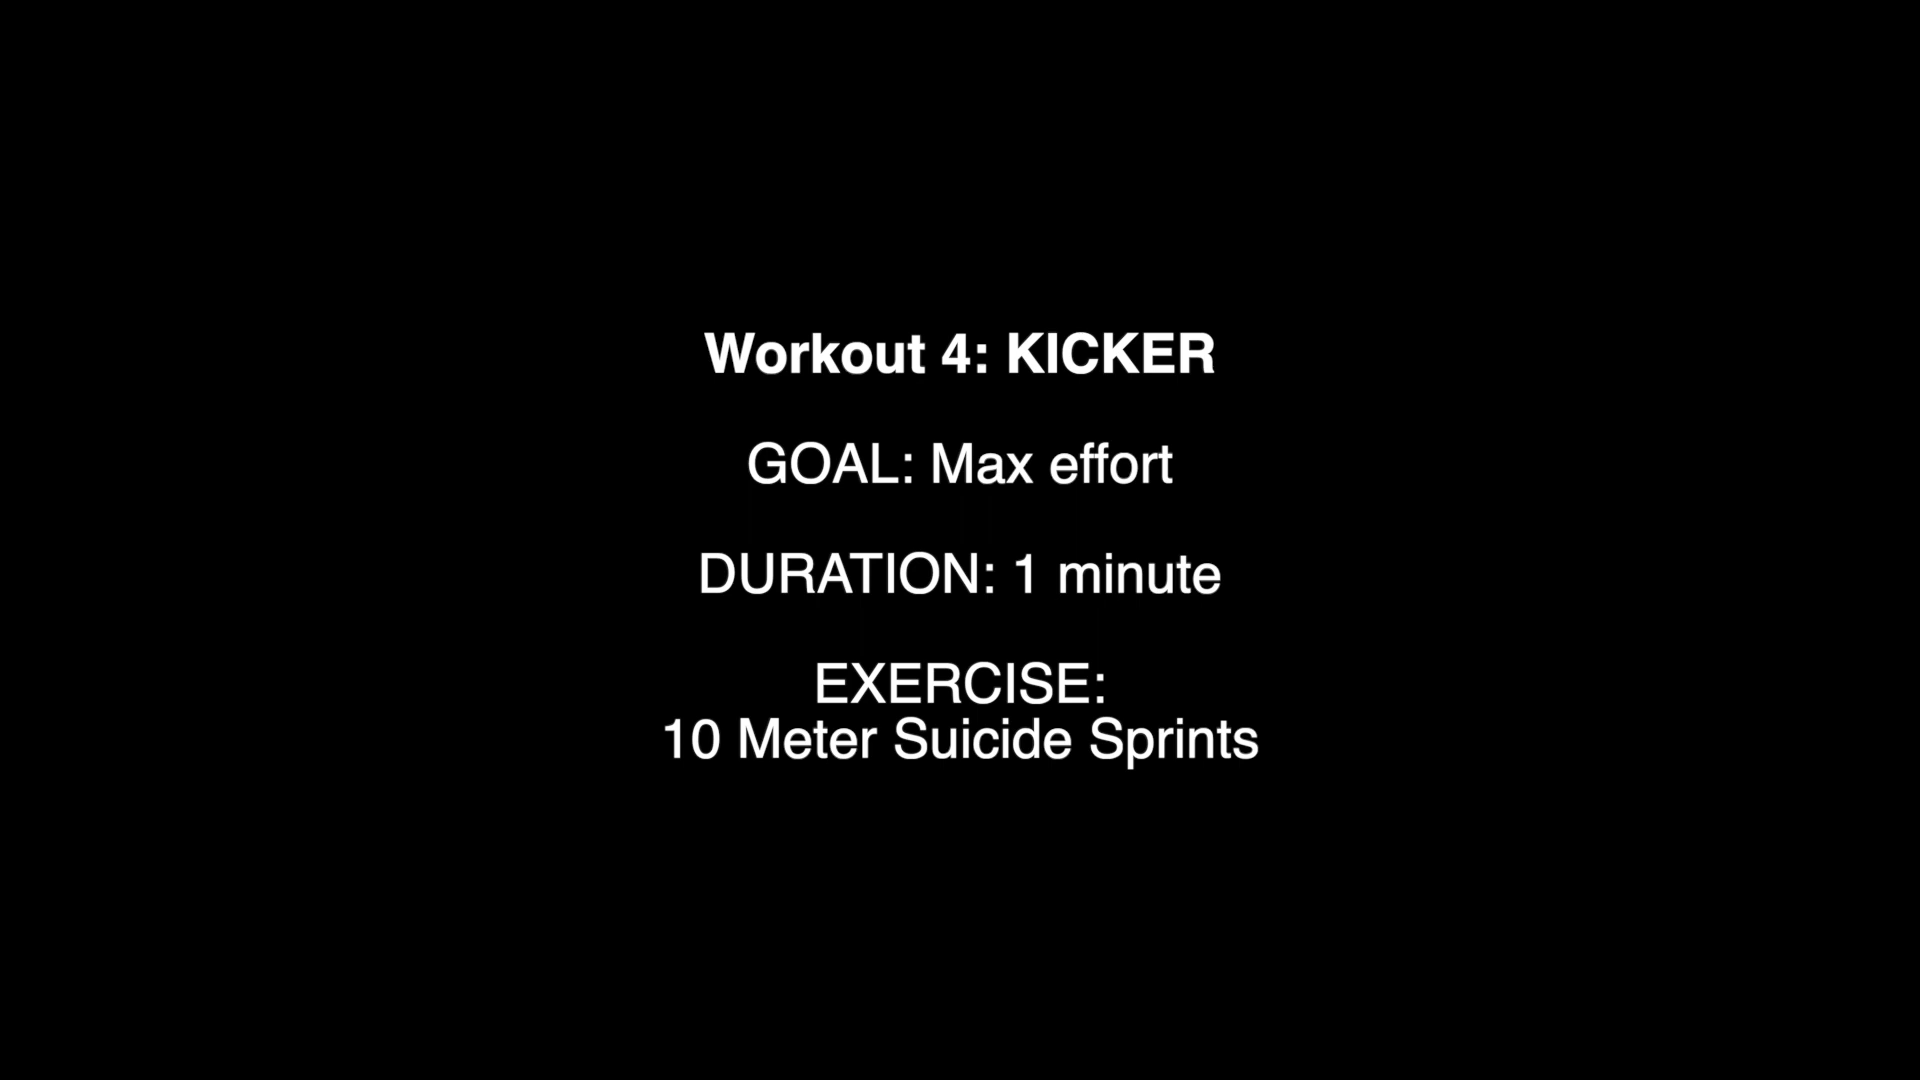 Workout 4: KICKER
GOAL: Max effort
DURATION: 1 minute
EXERCISE:
10 Meter Suicide Sprints